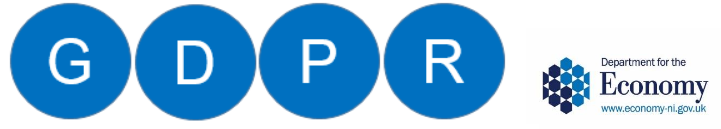 G D P R
Department for the
Economy
www.economy-ni.gov.uk